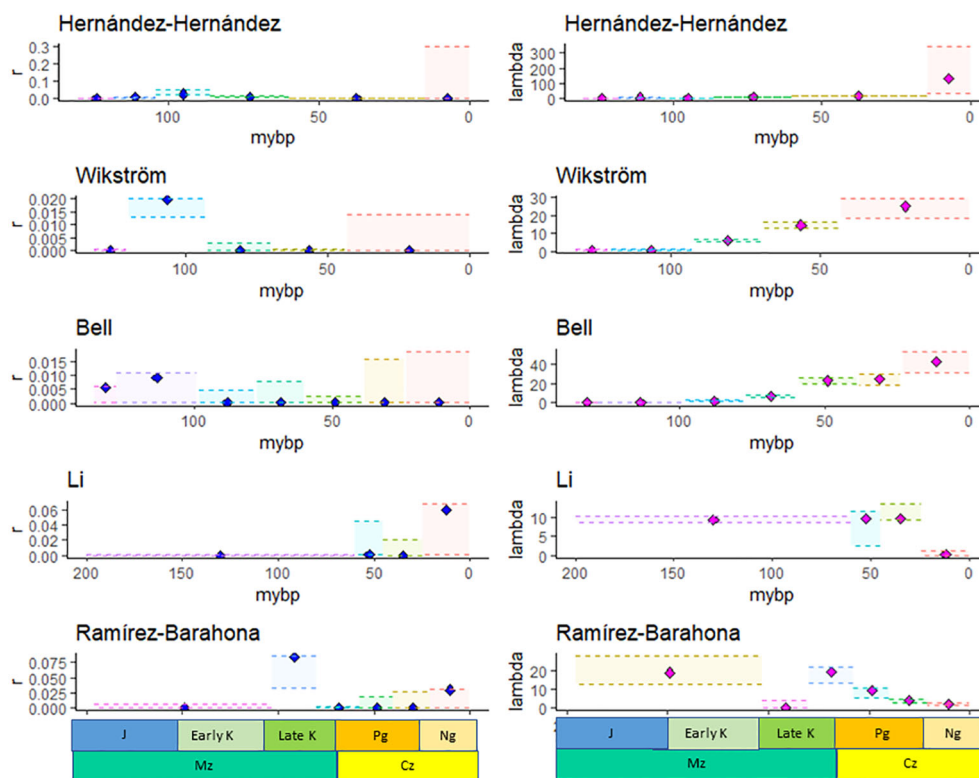 Hernández-Hernández Hernández-Hernández
r 0.3 0.2 0.1 0.0 lambda 300 200 100 0
100 50 0 100 50 0
mybp mybp
Wikström Wikström
r 0.020 0.015 0.010 0.005 0.000 lambda 30 20 10 0
100 50 0 100 50 0
mybp mybp
Bell Bell
r 0.015 0.010 0.005 0.000 lambda 40 20 0
100 50 0 100 50 0
mybp mybp
Li Li
r 0.06 0.04 0.02 0.00 lambda 10 5 0
200 150 100 50 0 200 150 100 50 0
mybp mybp
Ramírez-Barahona Ramírez-Barahona
r 0.075 0.050 0.025 0.000 lambda 20 10 0
J Early K Late K Pg Ng J Early K Late K Pg Ng
Mz Cz Mz Cz